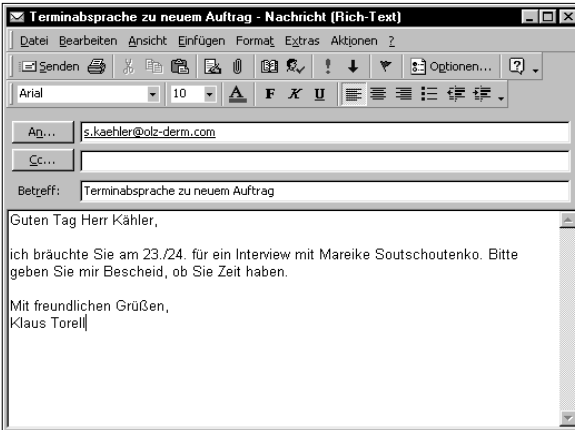 Terminabsprache zu neuem Auftrag - Nachricht (Rich-Text)
Datei Bearbeiten Ansicht Einfügen Format Extras Aktionen ?
Senden Optionen...
Arial 10 A F K U
An... s.kaehler@olz-derm.com
Cc...
Betreff: Terminabsprache zu neuem Auftrag
Guten Tag Herr Kähler,
ich bräuchte Sie am 23./24. für ein Interview mit Mareike Soutschoutenko. Bitte
geben Sie mir Bescheid, ob Sie Zeit haben.
Mit freundlichen Grüßen,
Klaus Torell